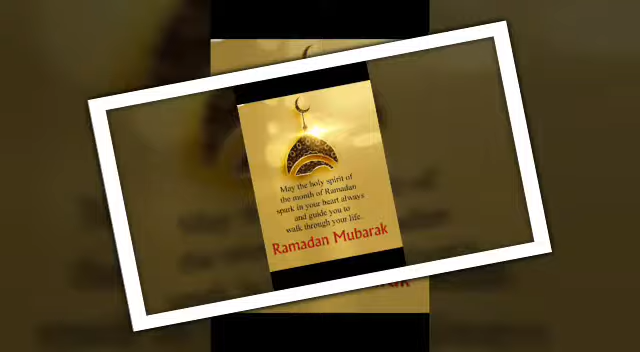 May the holy spirit of
the month of Ramadan
spark in your heart always
and guide you to
walk through your life..
Ramadan Mubarak